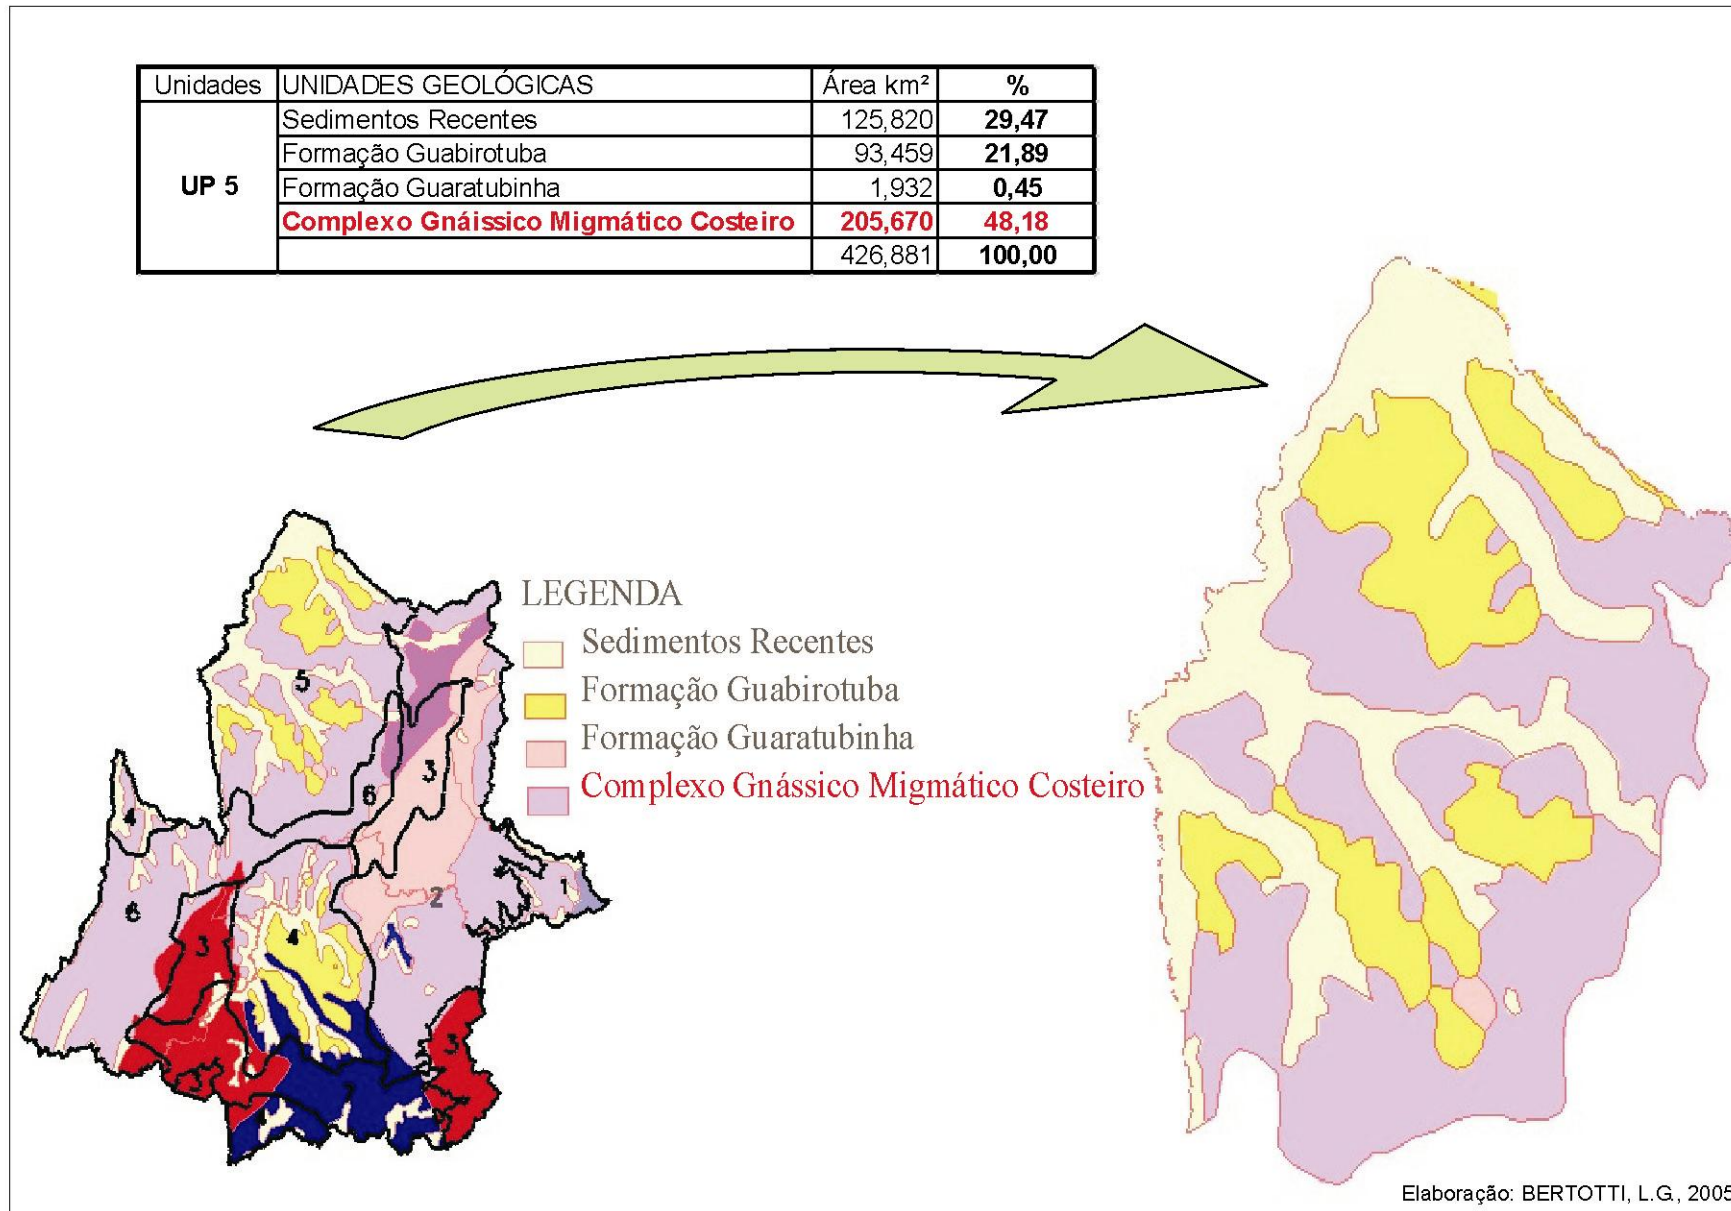 Unidades UNIDADES GEOLÓGICAS Área km² %
UP 5
Sedimentos Recentes 125,820 29,47
Formação Guabirotuba 93,459 21,89
Formação Guaratubinha 1,932 0,45
Complexo Gnáissico Migmático Costeiro 205,670 48,18
426,881 100,00
LEGENDA
Sedimentos Recentes
Formação Guabirotuba
Formação Guaratubinha
Complexo Gnássico Migmático Costeiro
5
6
3
4
1
2
6
3
4
3
Elaboração: BERTOTTI, L.G., 2005